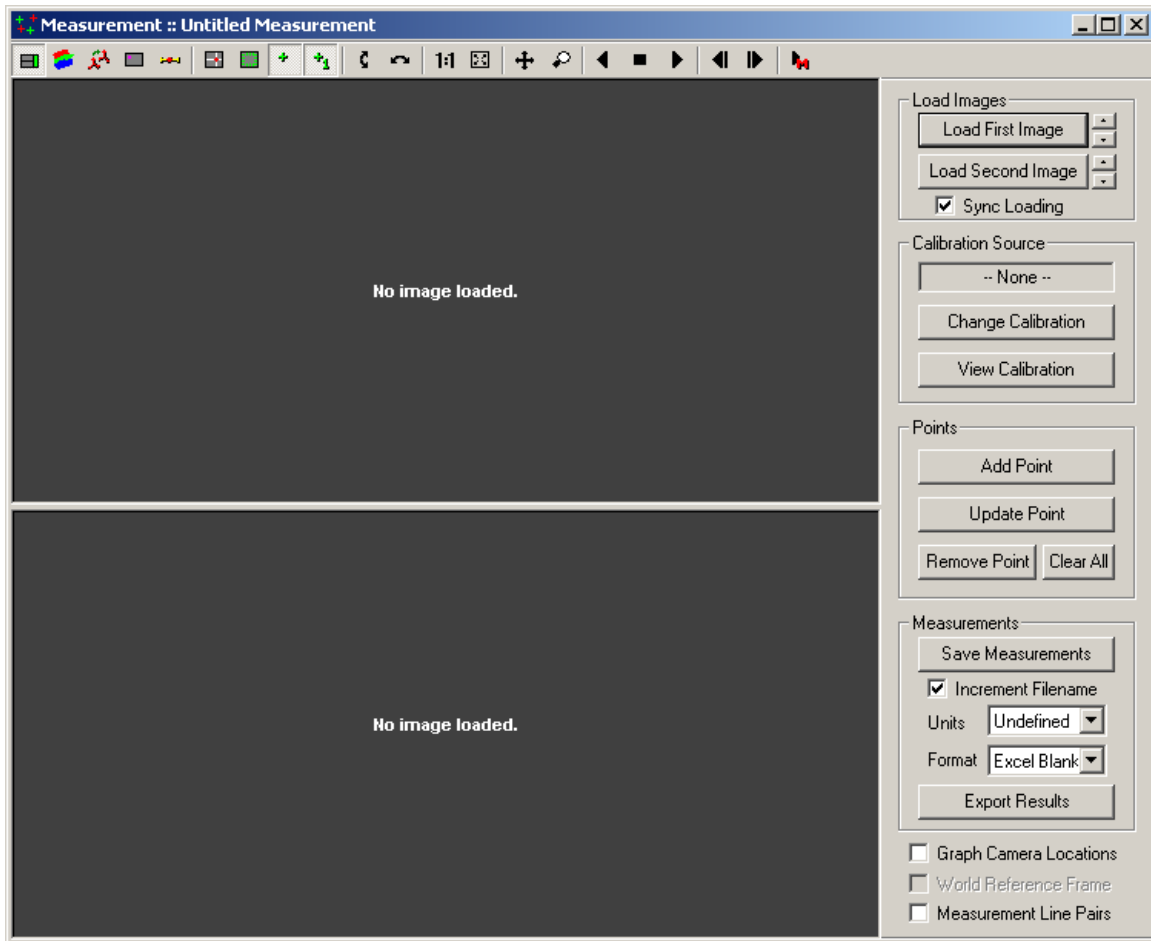 Measurement :: Untitled Measurement
1:1
No image loaded.
No image loaded.
Load Images
Load First Image
Load Second Image
Sync Loading
Calibration Source
-- None --
Change Calibration
View Calibration
Points
Add Point
Update Point
Remove Point Clear All
Measurements
Save Measurements
Increment Filename
Units Undefined
Format Excel Blank
Export Results
Graph Camera Locations
World Reference Frame
Measurement Line Pairs